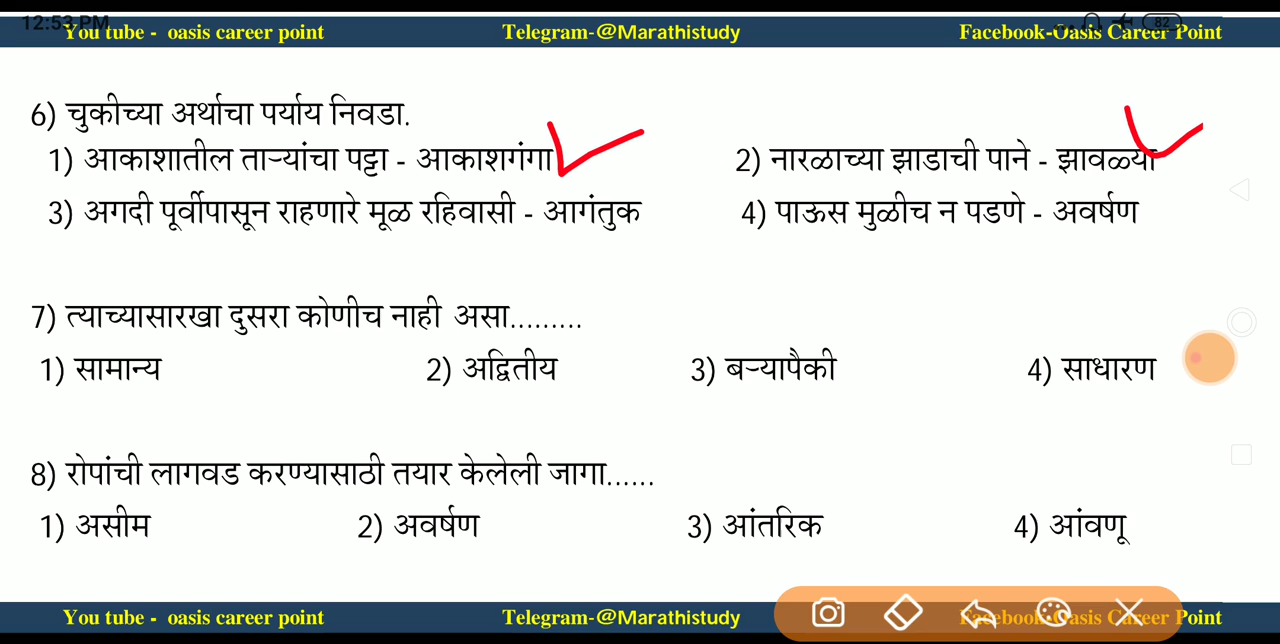 12:53 PM
82
You tube - oasis career point Telegram-@Marathistudy Facebook-Oasis Career Point
6) चुकीच्या अर्थाचा पर्याय निवडा.
1) आकाशातील ताऱ्यांचा पट्टा - आकाशगंगा 2) नारळाच्या झाडाची पाने - झावळ्या
3) अगदी पूर्वीपासून राहणारे मूळ रहिवासी - आगंतुक 4) पाऊस मुळीच न पडणे - अवर्षण
7) त्याच्यासारखा दुसरा कोणीच नाही असा.........
1) सामान्य 2) अद्वितीय 3) बऱ्यापैकी 4) साधारण
8) रोपांची लागवड करण्यासाठी तयार केलेली जागा......
1) असीम 2) अवर्षण 3) आंतरिक 4) आंवणू
You tube - oasis career point Telegram-@Marathistudy Facebook-Oasis Career Point